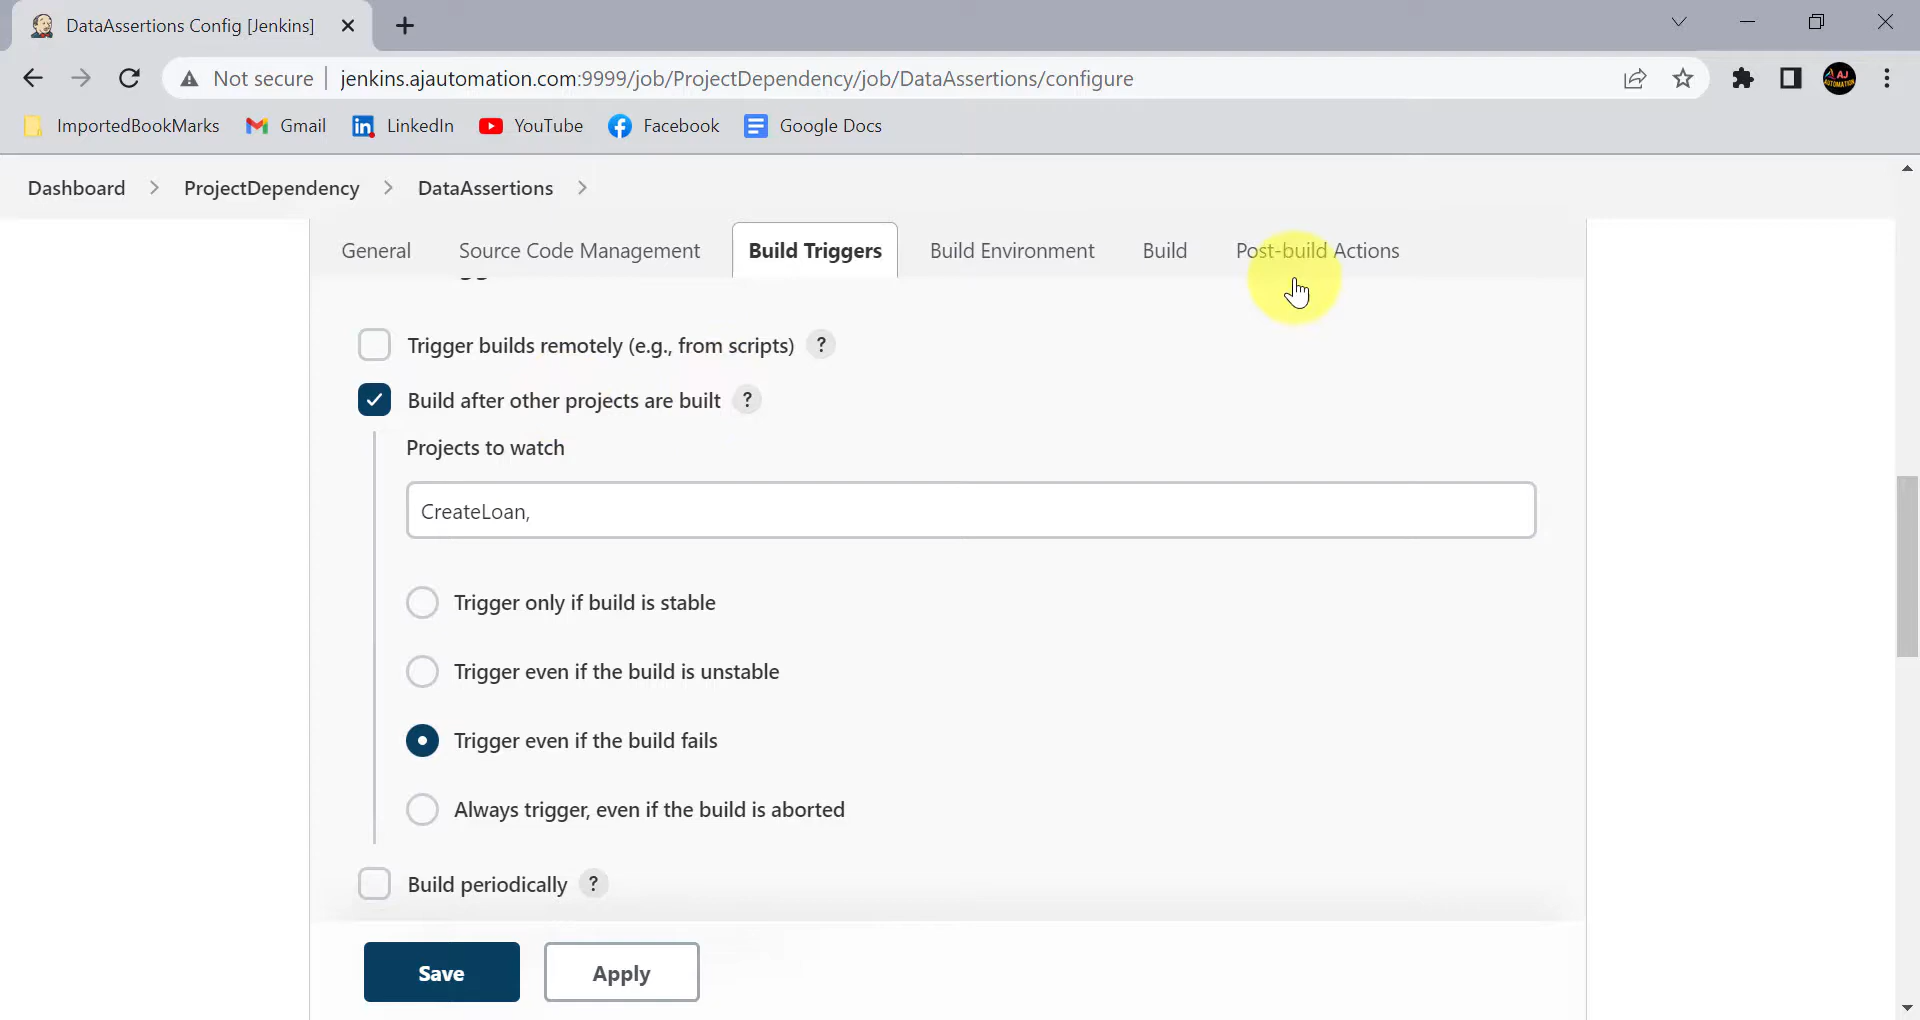 DataAssertions Config [Jenkins]
Not secure | jenkins.ajautomation.com:9999/job/ProjectDependency/job/DataAssertions/configure
AJ
AUTOMATION
ImportedBookMarks Gmail LinkedIn YouTube Facebook Google Docs
Dashboard > ProjectDependency > DataAssertions >
General Source Code Management Build Triggers Build Environment Build Post-build Actions
Trigger builds remotely (e.g., from scripts) ?
Build after other projects are built ?
Projects to watch
CreateLoan,
Trigger only if build is stable
Trigger even if the build is unstable
Trigger even if the build fails
Always trigger, even if the build is aborted
Build periodically ?
Save Apply